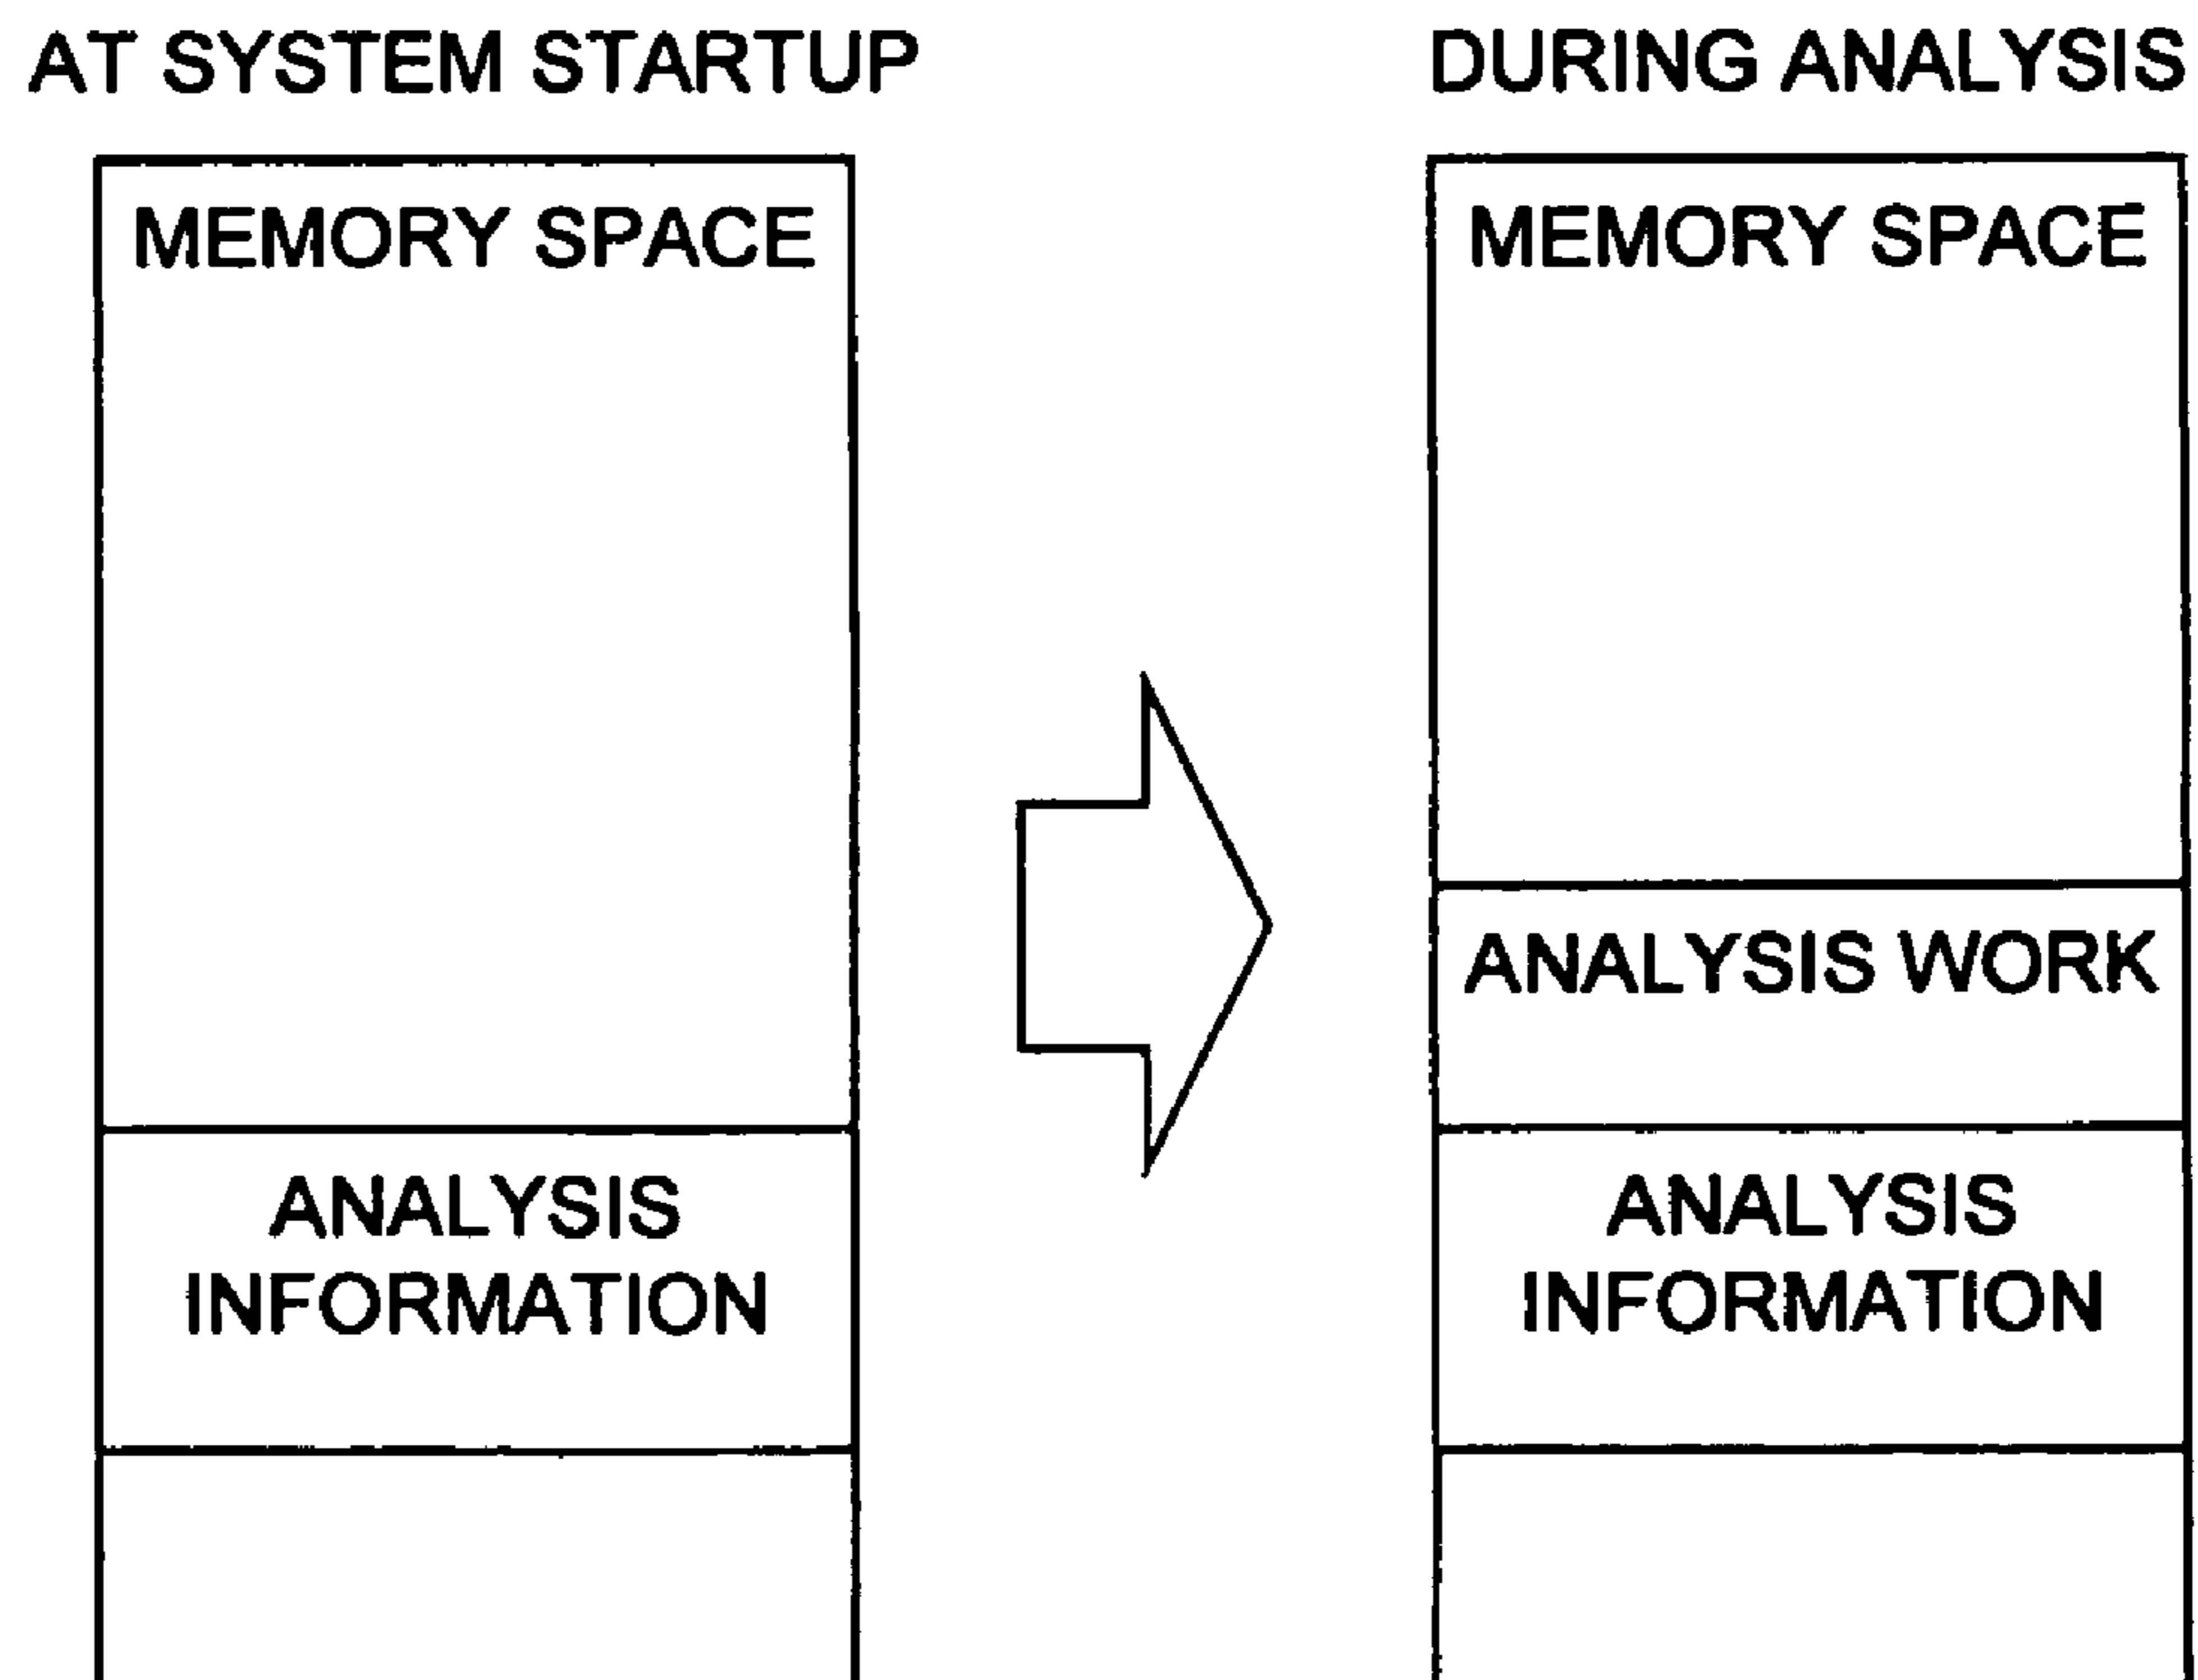 AT SYSTEM STARTUP
MEMORY SPACE
ANALYSIS
INFORMATION
DURING ANALYSIS
MEMORY SPACE
ANALYSIS WORK
ANALYSIS
INFORMATION